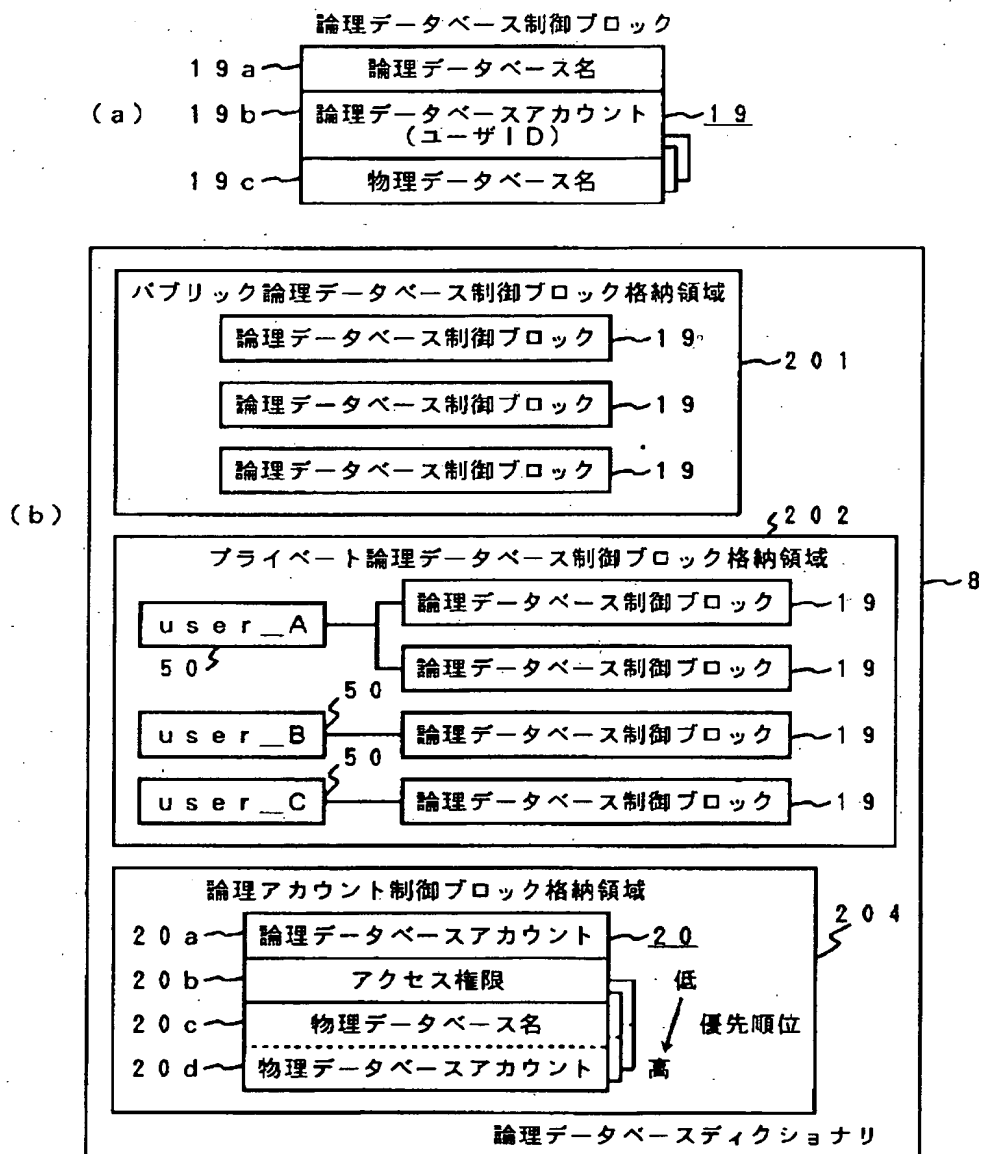 論理データベース制御ブロック
19a 論理データベース名
(a) 19b 論理データベースアカウント 19
(ユーザID)
19c 物理データベース名
パブリック論理データベース制御ブロック格納領域
論理データベース制御ブロック 19
201
論理データベース制御ブロック 19
論理データベース制御ブロック 19
(b)
202
プライベート論理データベース制御ブロック格納領域
8
論理データベース制御ブロック 19
user_A
50
論理データベース制御ブロック 19
50
user_B 論理データベース制御ブロック 19
50
user_C 論理データベース制御ブロック 19
論理アカウント制御ブロック格納領域
204
20a 論理データベースアカウント 20
20b アクセス権限 低
20c 物理データベース名 優先順位
20d 物理データベースアカウント 高
論理データベースディクショナリ